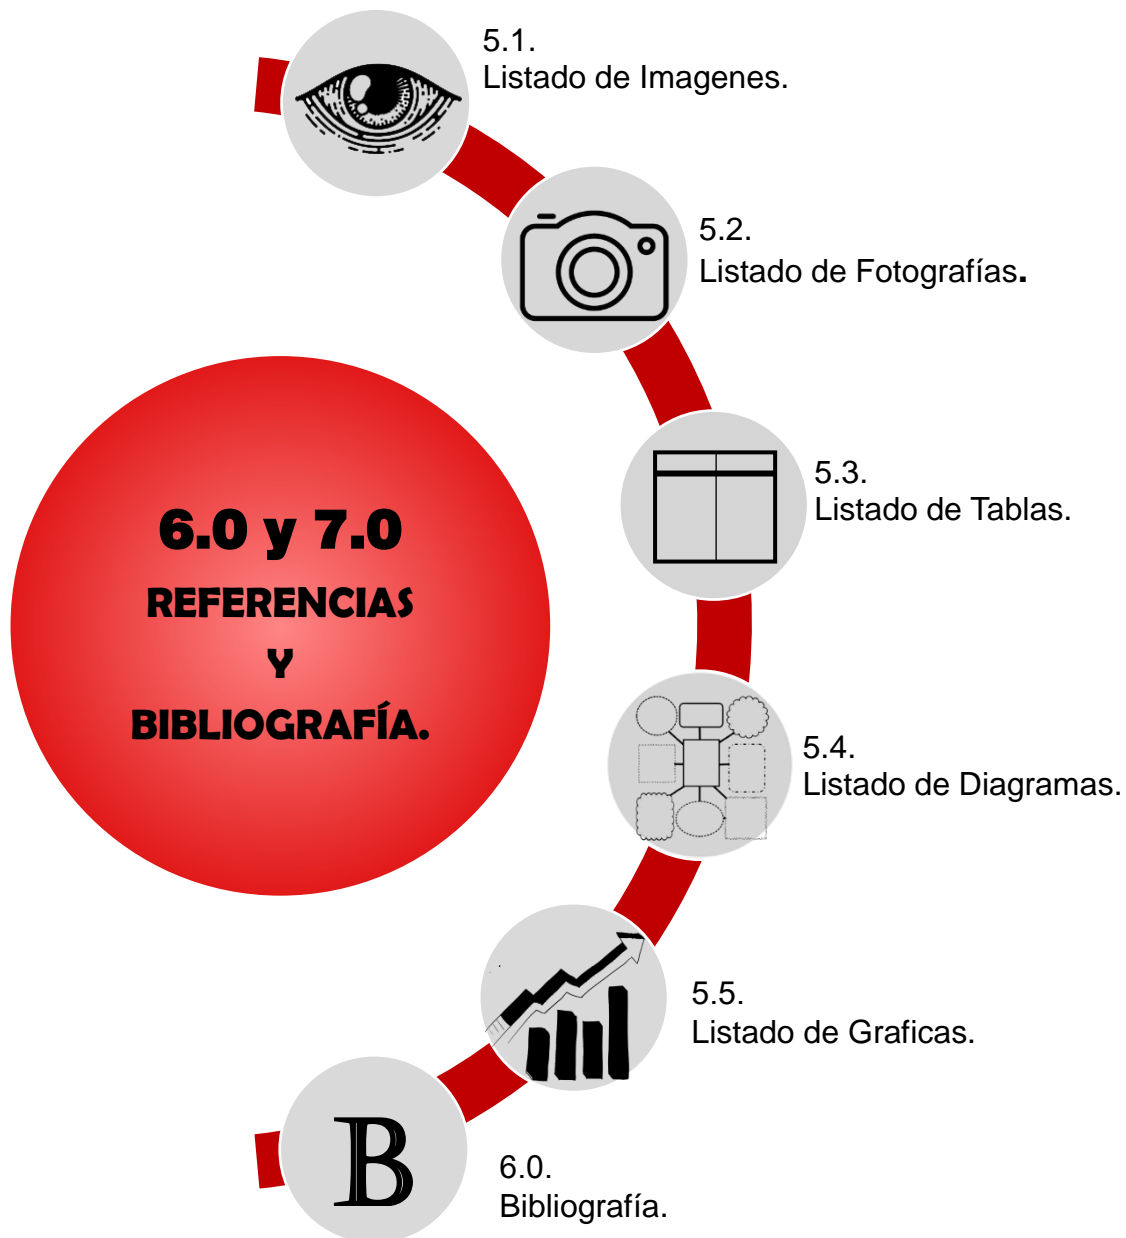 5.1.
Listado de Imagenes.
5.2.
Listado de Fotografías.
5.3.
Listado de Tablas.
6.0 y 7.0
REFERENCIAS
Y
BIBLIOGRAFÍA.
5.4.
Listado de Diagramas.
5.5.
Listado de Graficas.
B
6.0.
Bibliografía.